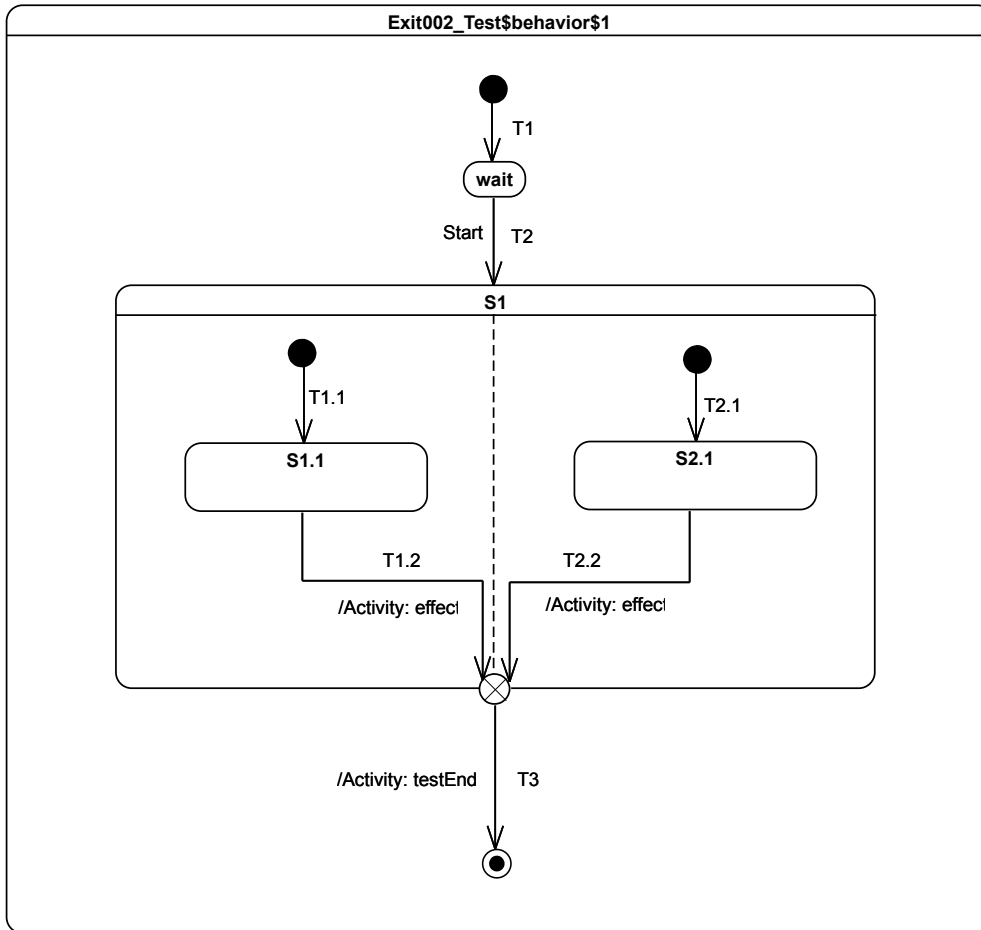 Exit002_Test$behavior$1
T1
wait
Start T2
S1
T1.1
T2.1
S1.1
S2.1
T1.2
T2.2
/Activity: effect
/Activity: effect
/Activity: testEnd T3